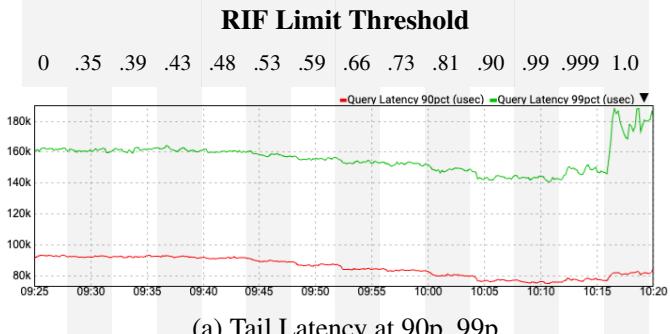 RIF Limit Threshold
0 .35 .39 .43 .48 .53 .59 .66 .73 .81 .90 .99 .999 1.0
Query Latency 90pct (usec) Query Latency 99pct (usec)
180k
160k
140k
120k
100k
80k
09:25 09:30 09:35 09:40 09:45 09:50 09:55 10:00 10:05 10:10 10:15 10:20
(a) Tail Latency at 90p, 99p